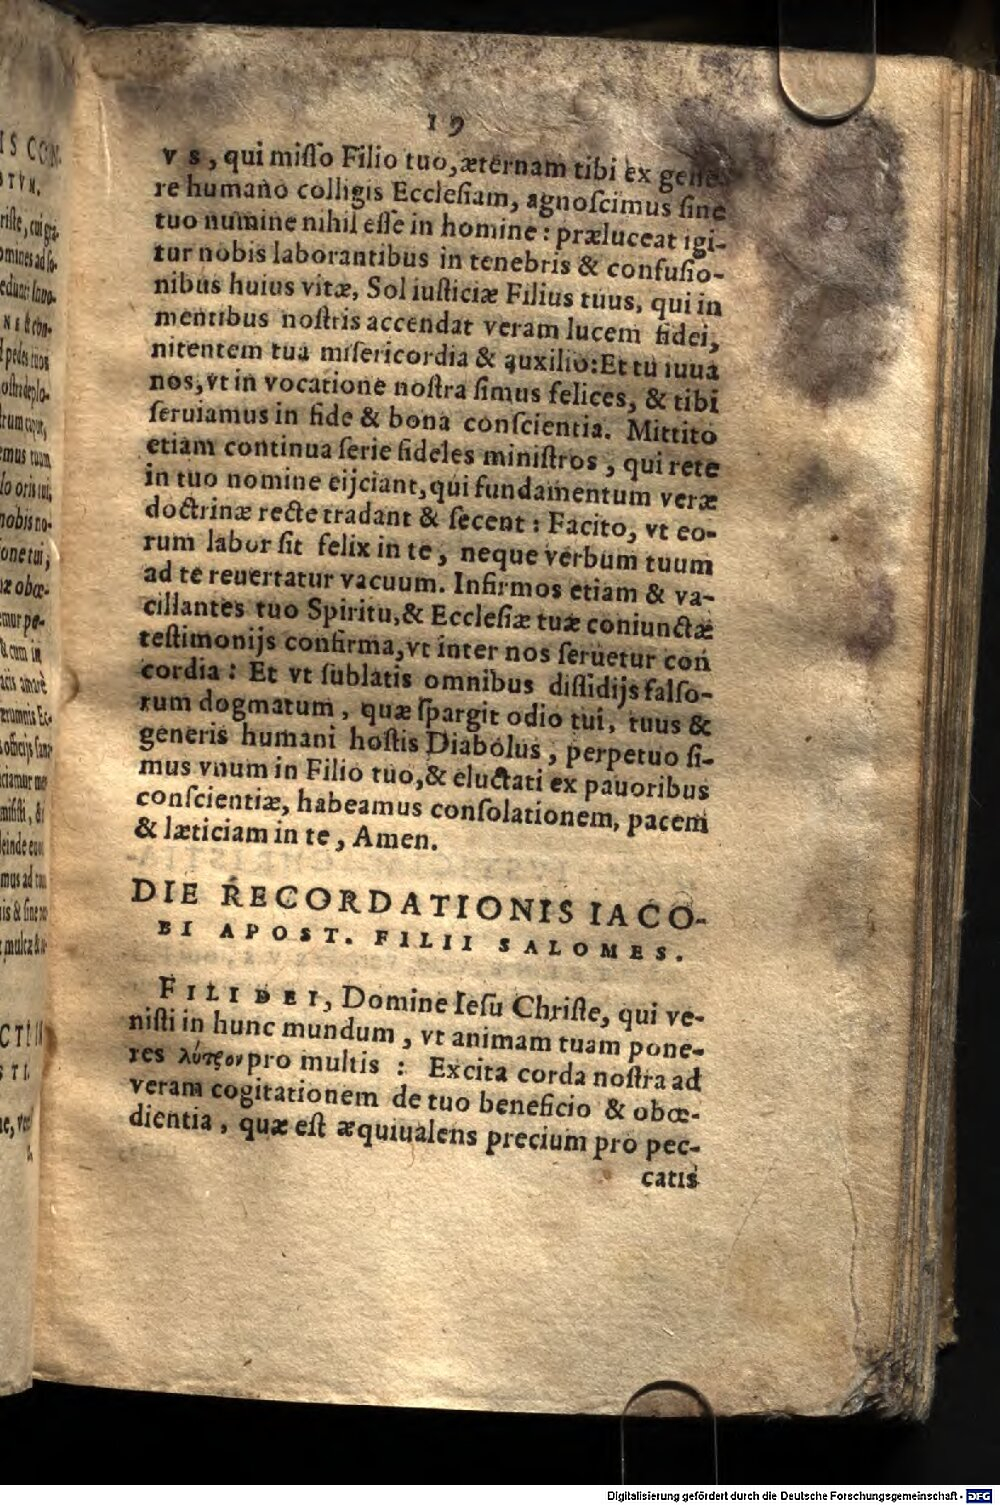 19
vs, qui misso Filio tuo, æternam tibi ex gene-
re humano colligis Ecclesiam, agnoscimus sine
tuo numine nihil esse in homine: præluceat igi-
tur nobis laborantibus in tenebris & confusio-
nibus huius vitæ, Sol iusticiæ Filius tuus, qui in
mentibus nostris accendat veram lucem fidei,
nitentem tua misericordia & auxilio: Et tu iuua
nos, vt in vocatione nostra simus felices, & tibi
seruiamus in fide & bona conscientia. Mittito
etiam continua serie fideles ministros, qui rete
in tuo nomine eijciant, qui fundamentum veræ
doctrinæ recte tradant & secent: Facito, vt eo-
rum labor sit felix in te, neque verbum tuum
ad te reuertatur vacuum. Infirmos etiam & va-
cillantes tuo Spiritu, & Ecclesiæ tuæ coniunctæ
testimonijs confirma, vt inter nos seruetur con
cordia: Et vt sublatis omnibus dissidijs falso-
rum dogmatum, quæ spargit odio tui, tuus &
generis humani hostis Diabolus, perpetuo si-
mus vnum in Filio tuo, & eluctati ex pauoribus
conscientiæ, habeamus consolationem, pacem
& læticiam in te, Amen.
DIE RECORDATIONIS IACO-
BI APOST. FILII SALOMES.
FILI DEI, Domine Iesu Christe, qui ve-
nisti in hunc mundum, vt animam tuam pone-
res λύτρον pro multis: Excita corda nostra ad
veram cogitationem de tuo beneficio & obœ-
dientia, quæ est æquiualens precium pro pec-
catis
Digitalisierung gefördert durch die Deutsche Forschungsgemeinschaft - DFG